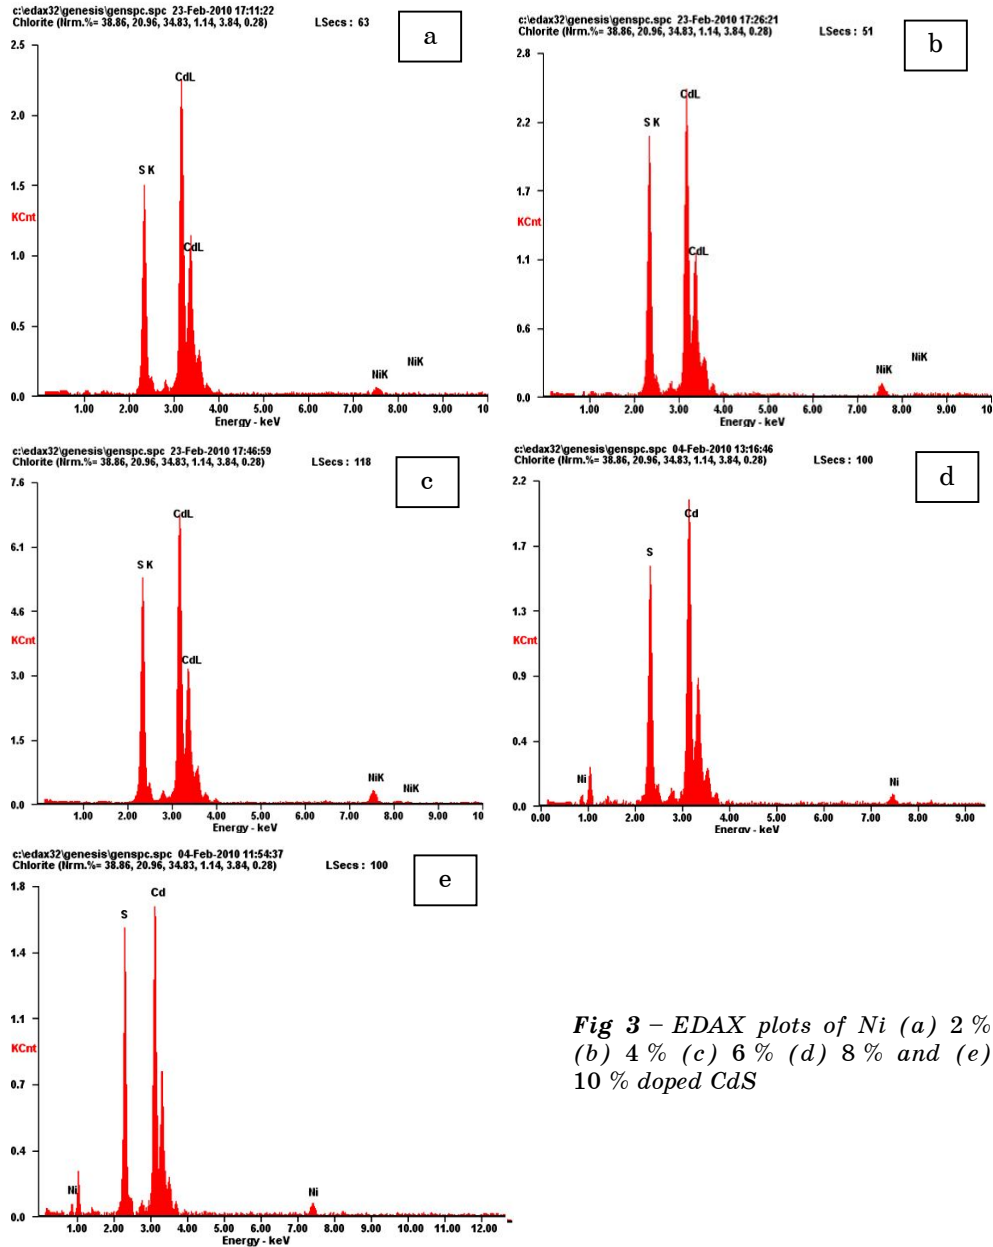 c:\edax32\genesis\genspc.spc 23-Feb-2010 17:11:22
Chlorite (Nrm.%= 38.86, 20.96, 34.83, 1.14, 3.84, 0.28)
LSecs : 63
a
2.5
2.0
1.5
KCnt
1.0
0.5
0.0
CdL
S K
CdL
NiK
NiK
1.00 2.00 3.00 4.00 5.00 6.00 7.00 8.00 9.00 10
Energy - keV
c:\edax32\genesis\genspc.spc 23-Feb-2010 17:26:21
Chlorite (Nrm.%= 38.86, 20.96, 34.83, 1.14, 3.84, 0.28)
LSecs : 51
b
2.8
2.2
1.7
KCnt
1.1
0.6
0.0
CdL
S K
CdL
NiK
NiK
1.00 2.00 3.00 4.00 5.00 6.00 7.00 8.00 9.00 10.0
Energy - keV
c:\edax32\genesis\genspc.spc 23-Feb-2010 17:46:59
Chlorite (Nrm.%= 38.86, 20.96, 34.83, 1.14, 3.84, 0.28)
LSecs : 118
c
7.6
6.1
4.6
KCnt
3.0
1.5
0.0
CdL
S K
CdL
NiK
NiK
1.00 2.00 3.00 4.00 5.00 6.00 7.00 8.00 9.00 10.0
Energy - keV
c:\edax32\genesis\genspc.spc 04-Feb-2010 13:16:46
Chlorite (Nrm.%= 38.86, 20.96, 34.83, 1.14, 3.84, 0.28)
LSecs : 100
d
2.2
1.7
1.3
KCnt
0.9
0.4
0.0
Cd
S
Ni
Ni
0.00 1.00 2.00 3.00 4.00 5.00 6.00 7.00 8.00 9.00
Energy - keV
c:\edax32\genesis\genspc.spc 04-Feb-2010 11:54:37
Chlorite (Nrm.%= 38.86, 20.96, 34.83, 1.14, 3.84, 0.28)
LSecs : 100
e
1.8
1.4
1.1
KCnt
0.7
0.4
0.0
Cd
S
Ni
Ni
1.00 2.00 3.00 4.00 5.00 6.00 7.00 8.00 9.00 10.00 11.00 12.00
Energy - keV
Fig 3 – EDAX plots of Ni (a) 2 %
(b) 4 % (c) 6 % (d) 8 % and (e)
10 % doped CdS